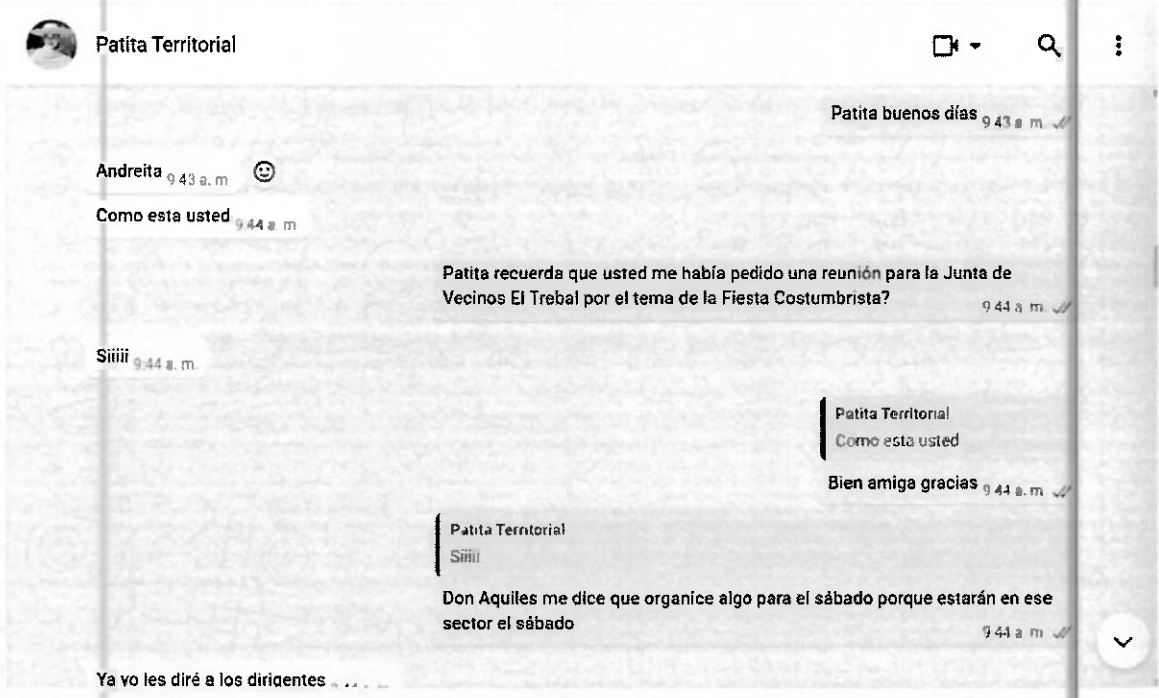 Patita Territorial
Patita buenos días 9 43 a m
Andreita 9 43 a. m
Como esta usted 9 44 a m
Patita recuerda que usted me había pedido una reunión para la Junta de
Vecinos El Trebal por el tema de la Fiesta Costumbrista?
9 44 a m
Siiiii 9 44 a. m.
Patita Territorial
Como esta usted
Bien amiga gracias 9 44 a. m
Patita Territorial
Siiiii
Don Aquiles me dice que organice algo para el sábado porque estarán en ese
sector el sábado
9 44 a m
Ya yo les diré a los dirigentes